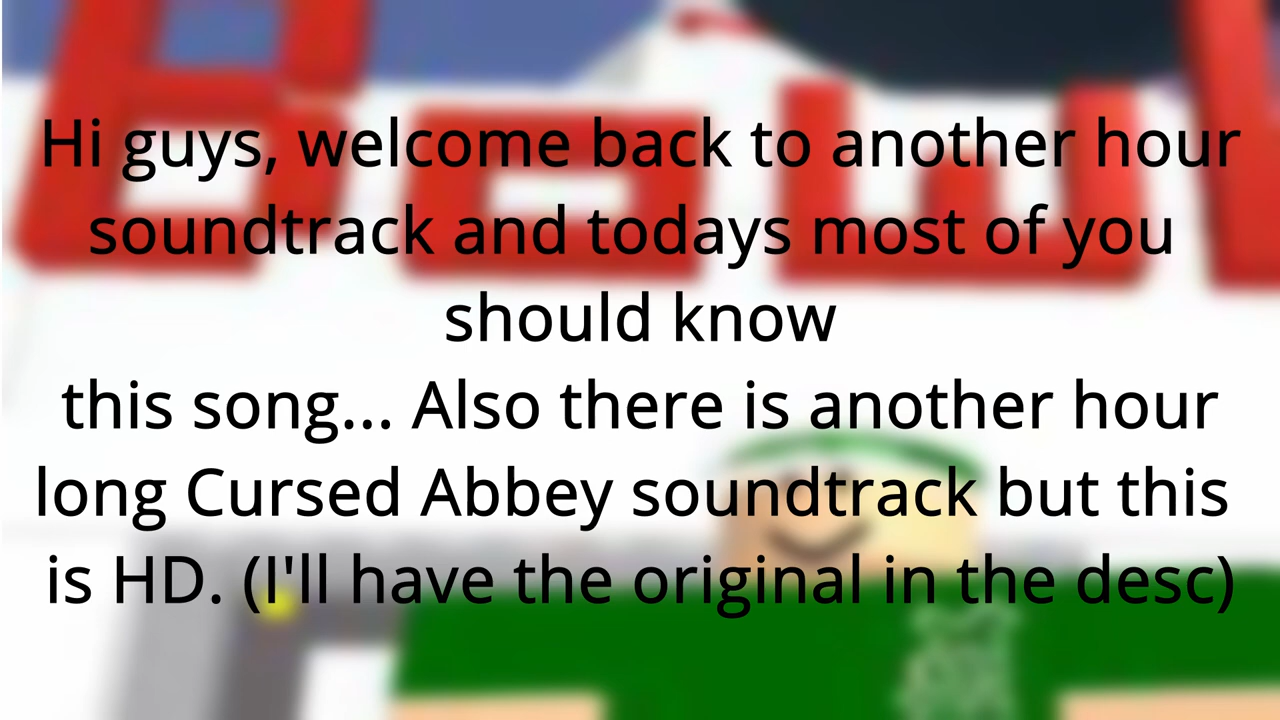 Hi guys, welcome back to another hour
soundtrack and todays most of you
should know
this song... Also there is another hour
long Cursed Abbey soundtrack but this
is HD. (I'll have the original in the desc)